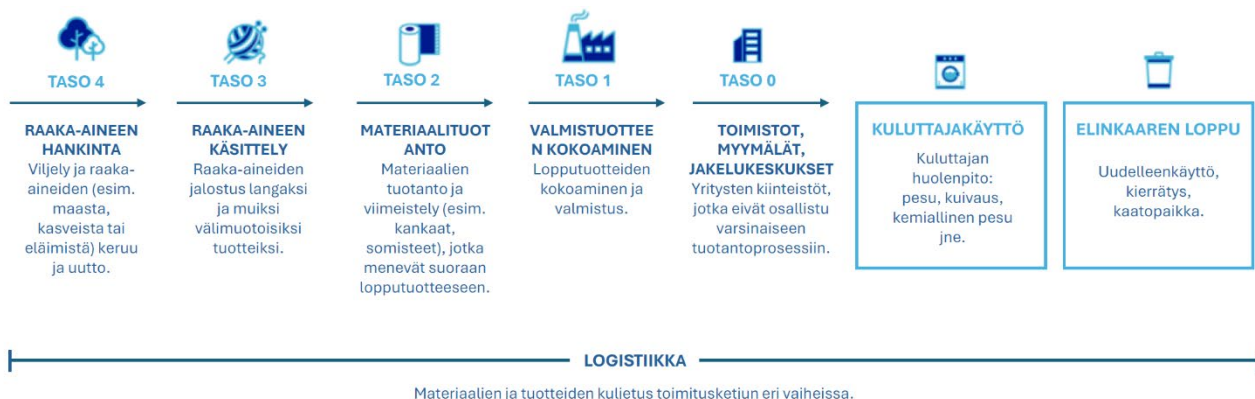 TASO 4
RAAKA-AINEEN
HANKINTA
Viljely ja raaka-
aineiden (esim.
maasta,
kasveista tai
eläimistä) keruu
ja uutto.
TASO 3
RAAKA-AINEEN
KÄSITTELY
Raaka-aineiden
jalostus langaksi
ja muiksi
välimuotoisiksi
tuotteiksi.
TASO 2
MATERIAALITUOT
ANTO
Materiaalien
tuotanto ja
viimeistely (esim.
kankaat,
somisteet), jotka
menevät suoraan
lopputuotteeseen.
TASO 1
VALMISTUOTTEE
N KOKOAMINEN
Lopputuotteiden
kokoaminen ja
valmistus.
TASO 0
TOIMISTOT,
MYYMÄLÄT,
JAKELUKESKUKSET
Yritysten kiinteistöt,
jotka eivät osallistu
varsinaiseen
tuotantoprosessiin.
KULUTTAJAKÄYTTÖ
Kuluttajan
huolenpito:
pesu, kuivaus,
kemiallinen pesu
jne.
ELINKAAREN LOPPU
Uudelleenkäyttö,
kierrätys,
kaatopaikka.
LOGISTIIKKA
Materiaalien ja tuotteiden kuljetus toimitusketjun eri vaiheissa.